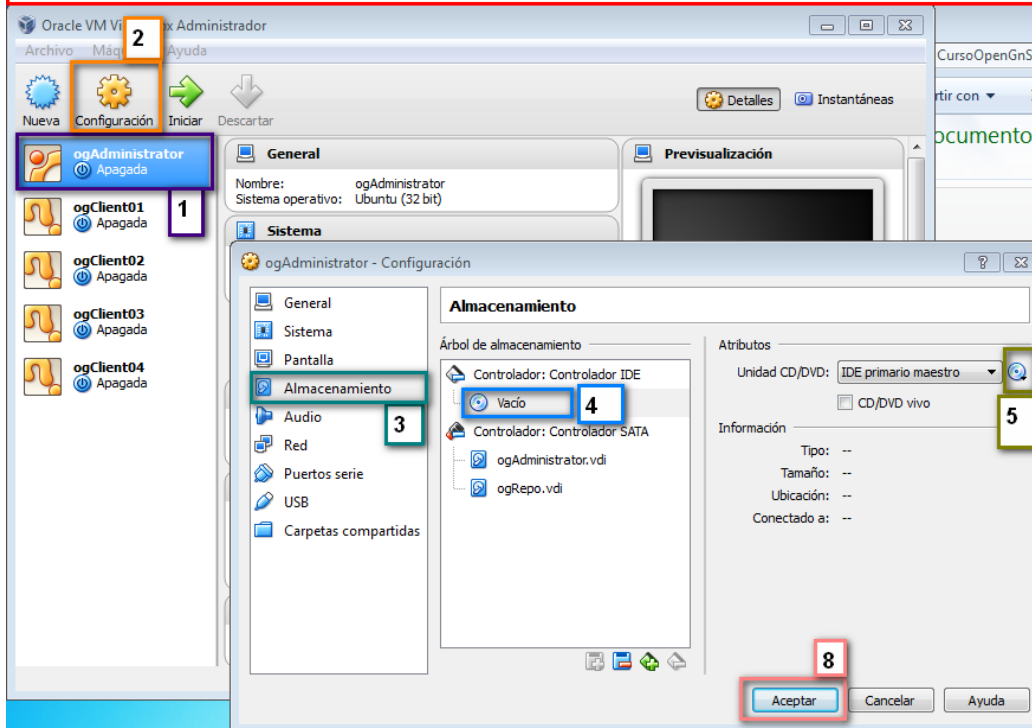 Oracle VM Vi x Administrador
2
Archivo Máqu Ayuda
CursoOpenGnS
Nueva Configuración Iniciar Descartar
Detalles Instantáneas
rtir con
ocumento
ogAdministrator
Apagada
1
ogClient01
Apagada
ogClient02
Apagada
ogClient03
Apagada
ogClient04
Apagada
General
Nombre: ogAdministrator
Sistema operativo: Ubuntu (32 bit)
Sistema
Previsualización
ogAdministrator - Configuración
General
Sistema
Pantalla
Almacenamiento
3
Audio
Red
Puertos serie
USB
Carpetas compartidas
Almacenamiento
Árbol de almacenamiento
Controlador: Controlador IDE
Vacío
4
Controlador: Controlador SATA
ogAdministrator.vdi
ogRepo.vdi
Atributos
Unidad CD/DVD: IDE primario maestro
5
CD/DVD vivo
Información
Tipo: --
Tamaño: --
Ubicación: --
Conectado a: --
8
Aceptar Cancelar Ayuda